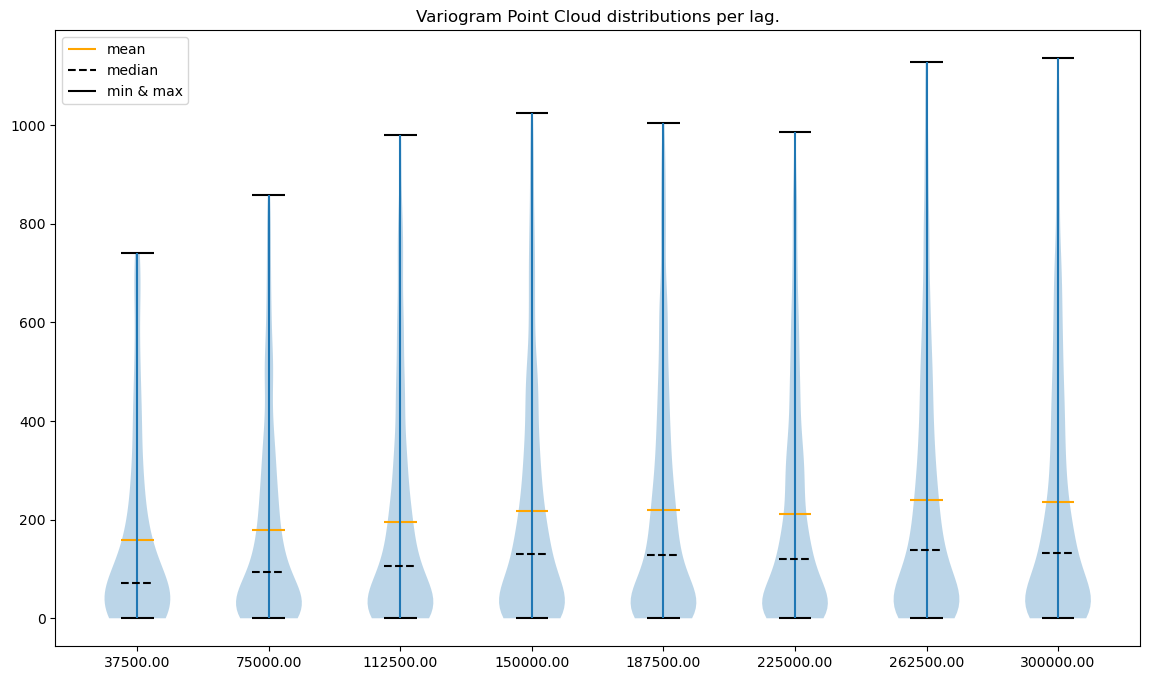 Variogram Point Cloud distributions per lag.
mean
median
min & max
1000
800
600
400
200
0
37500.00 75000.00 112500.00 150000.00 187500.00 225000.00 262500.00 300000.00